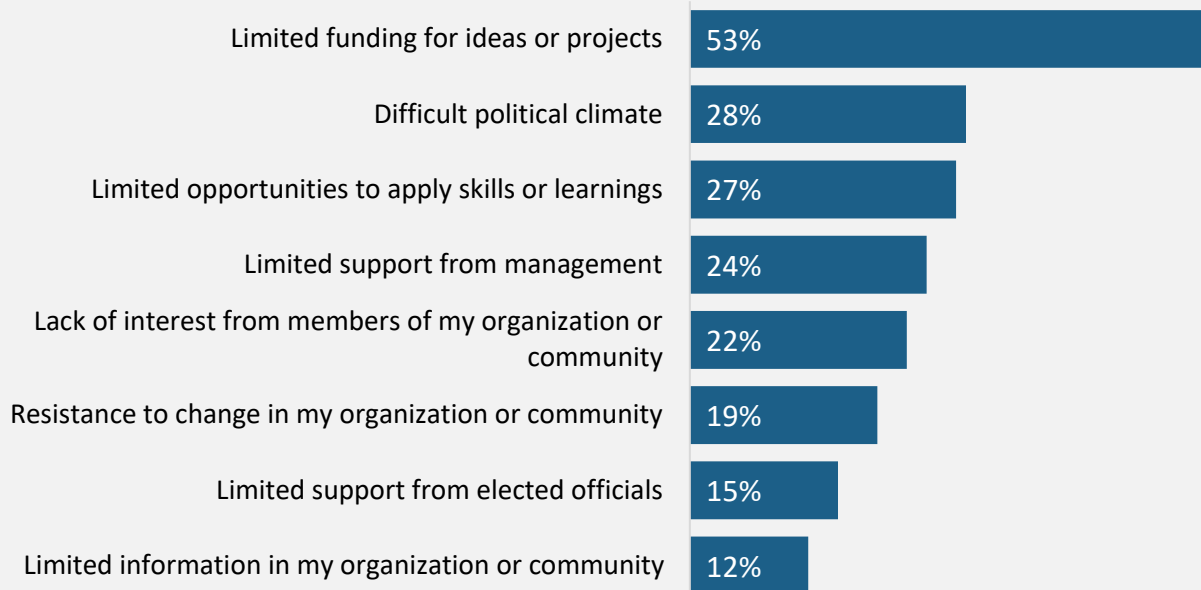 Limited funding for ideas or projects 53%
Difficult political climate 28%
Limited opportunities to apply skills or learnings 27%
Limited support from management 24%
Lack of interest from members of my organization or
community 22%
Resistance to change in my organization or community 19%
Limited support from elected officials 15%
Limited information in my organization or community 12%